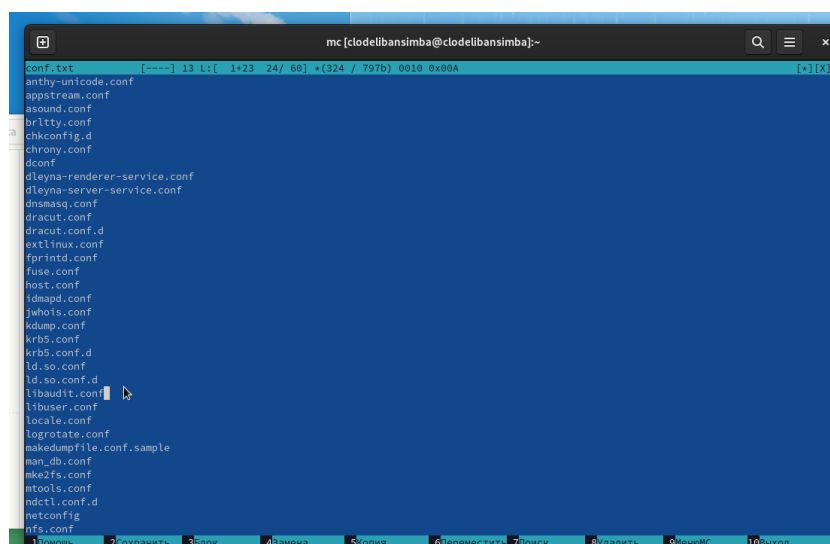 mc [clodelibansimba@clodelibansimba]:~
conf.txt [----] 13 L:[ 1+23 24/ 60] *(324 / 797b) 0010 0x00A [*][X]
anthy-unicode.conf
appstream.conf
asound.conf
brltty.conf
chkconfig.d
chrony.conf
dconf
dleyna-renderer-service.conf
dleyna-server-service.conf
dnsmasq.conf
dracut.conf
dracut.conf.d
extlinux.conf
fprintd.conf
fuse.conf
host.conf
idmapd.conf
jwhois.conf
kdump.conf
krb5.conf
krb5.conf.d
ld.so.conf
ld.so.conf.d
libaudit.conf
libuser.conf
locale.conf
logrotate.conf
makedumpfile.conf.sample
man_db.conf
mke2fs.conf
mtools.conf
ndctl.conf.d
netconfig
nfs.conf
1Помощь 2Сохранить 3Блок 4Замена 5Копия 6Переместить 7Поиск 8Удалить 9МенюMC 10Выход